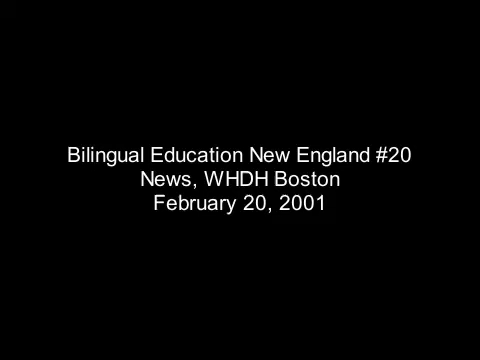 Bilingual Education New England #20
News, WHDH Boston
February 20, 2001